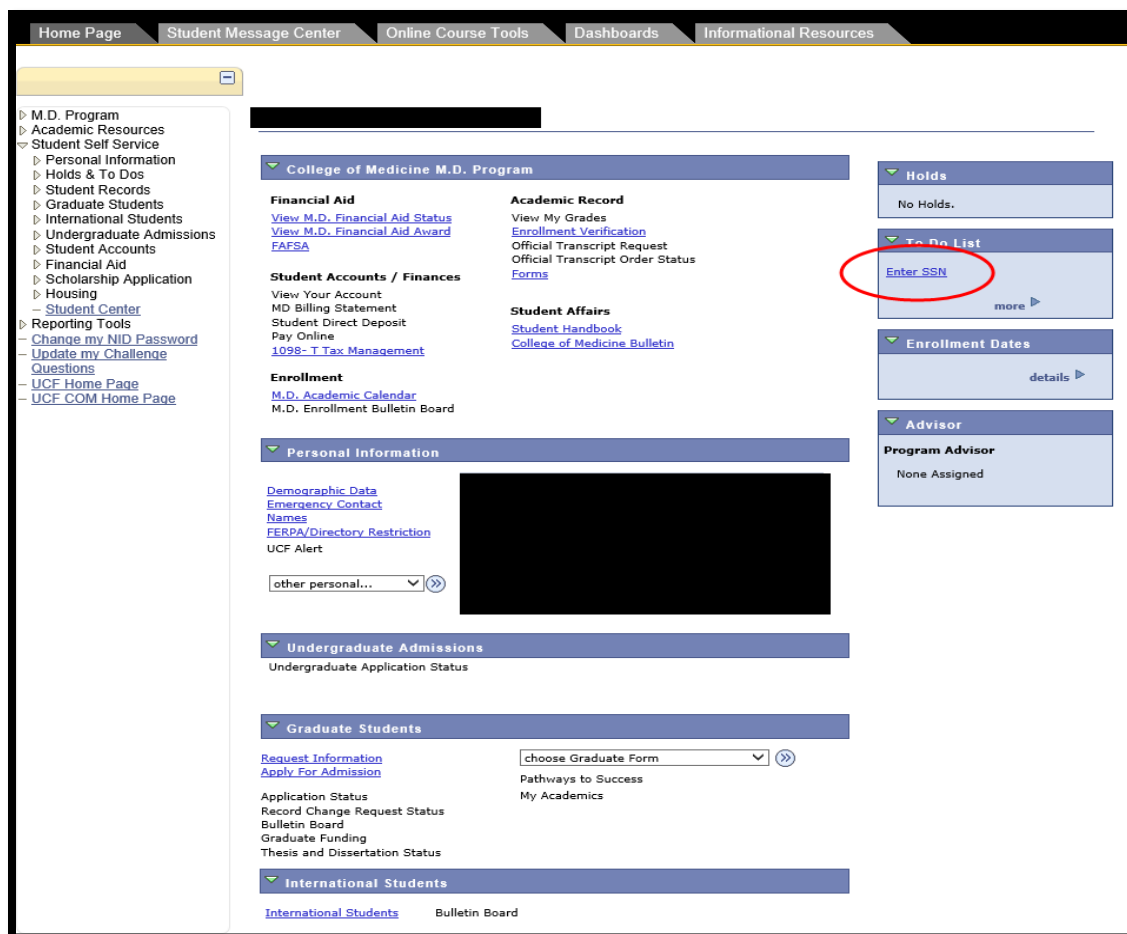 Home Page Student Message Center Online Course Tools Dashboards Informational Resources
M.D. Program
Academic Resources
Student Self Service
Personal Information
Holds & To Dos
Student Records
Graduate Students
International Students
Undergraduate Admissions
Student Accounts
Financial Aid
Scholarship Application
Housing
Student Center
Reporting Tools
Change my NID Password
Update my Challenge
Questions
UCF Home Page
UCF COM Home Page
College of Medicine M.D. Program
Financial Aid
View M.D. Financial Aid Status
View M.D. Financial Aid Award
FAFSA
Student Accounts / Finances
View Your Account
MD Billing Statement
Student Direct Deposit
Pay Online
1098- T Tax Management
Enrollment
M.D. Academic Calendar
M.D. Enrollment Bulletin Board
Academic Record
View My Grades
Enrollment Verification
Official Transcript Request
Official Transcript Order Status
Forms
Student Affairs
Student Handbook
College of Medicine Bulletin
Personal Information
Demographic Data
Emergency Contact
Names
FERPA/Directory Restriction
UCF Alert
other personal...
Undergraduate Admissions
Undergraduate Application Status
Graduate Students
Request Information
Apply For Admission
Application Status
Record Change Request Status
Bulletin Board
Graduate Funding
Thesis and Dissertation Status
choose Graduate Form
Pathways to Success
My Academics
International Students
International Students Bulletin Board
Holds
No Holds.
To Do List
Enter SSN
more
Enrollment Dates
details
Advisor
Program Advisor
None Assigned